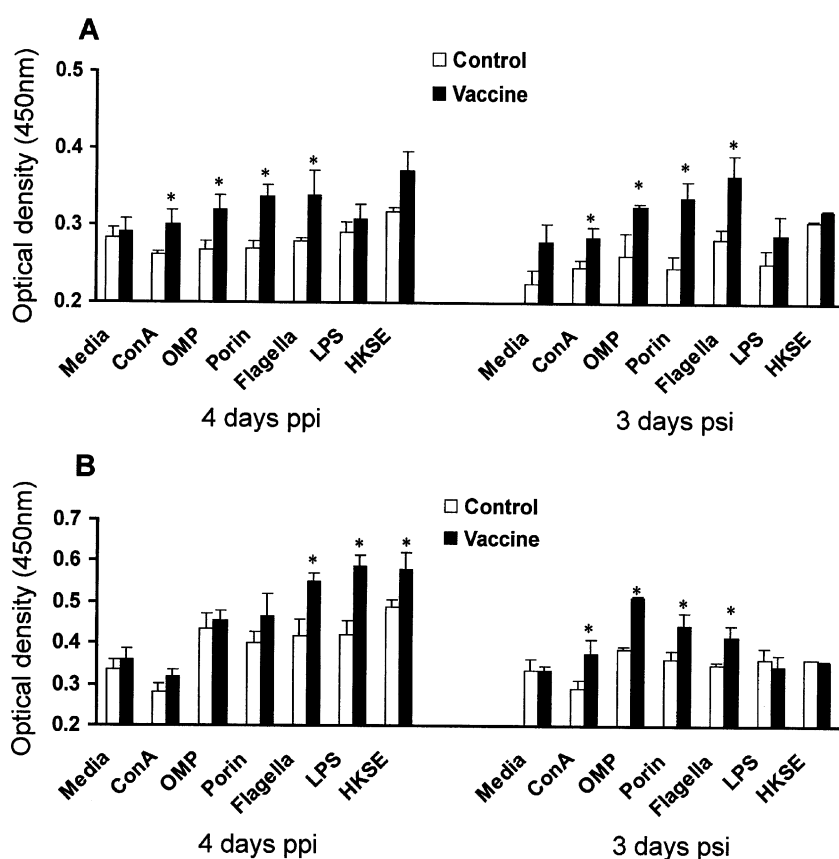 A
Optical density (450nm)
0.5
0.4
0.3
0.2
Control
Vaccine
* * * * * * * *
Media ConA OMP Porin Flagella LPS HKSE Media ConA OMP Porin Flagella LPS HKSE
4 days ppi 3 days psi
B
Optical density (450nm)
0.7
0.6
0.5
0.4
0.3
0.2
Control
Vaccine
* * * * * * *
Media ConA OMP Porin Flagella LPS HKSE Media ConA OMP Porin Flagella LPS HKSE
4 days ppi 3 days psi